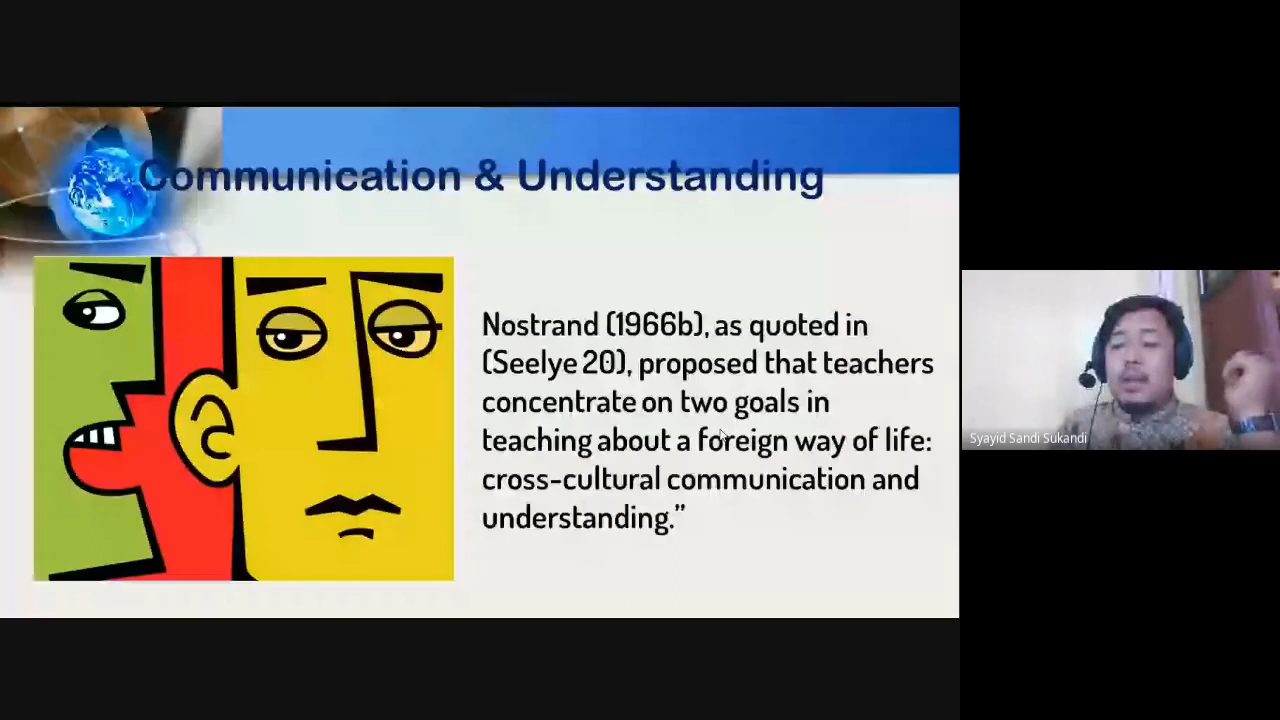 Communication & Understanding
Nostrand (1966b), as quoted in
(Seelye 20), proposed that teachers
concentrate on two goals in
teaching about a foreign way of life:
cross-cultural communication and
understanding.”
Syayid Sandi Sukandi